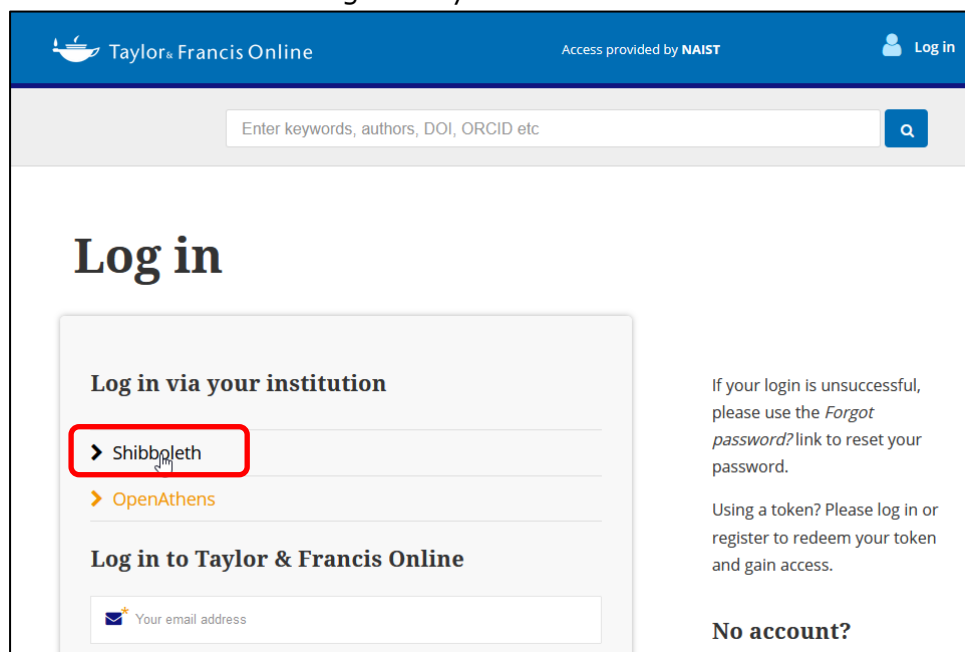 Taylor & Francis Online
Access provided by NAIST
Log in
Enter keywords, authors, DOI, ORCID etc
Log in
Log in via your institution
Shibboleth
OpenAthens
Log in to Taylor & Francis Online
Your email address
If your login is unsuccessful,
please use the Forgot
password? link to reset your
password.
Using a token? Please log in or
register to redeem your token
and gain access.
No account?